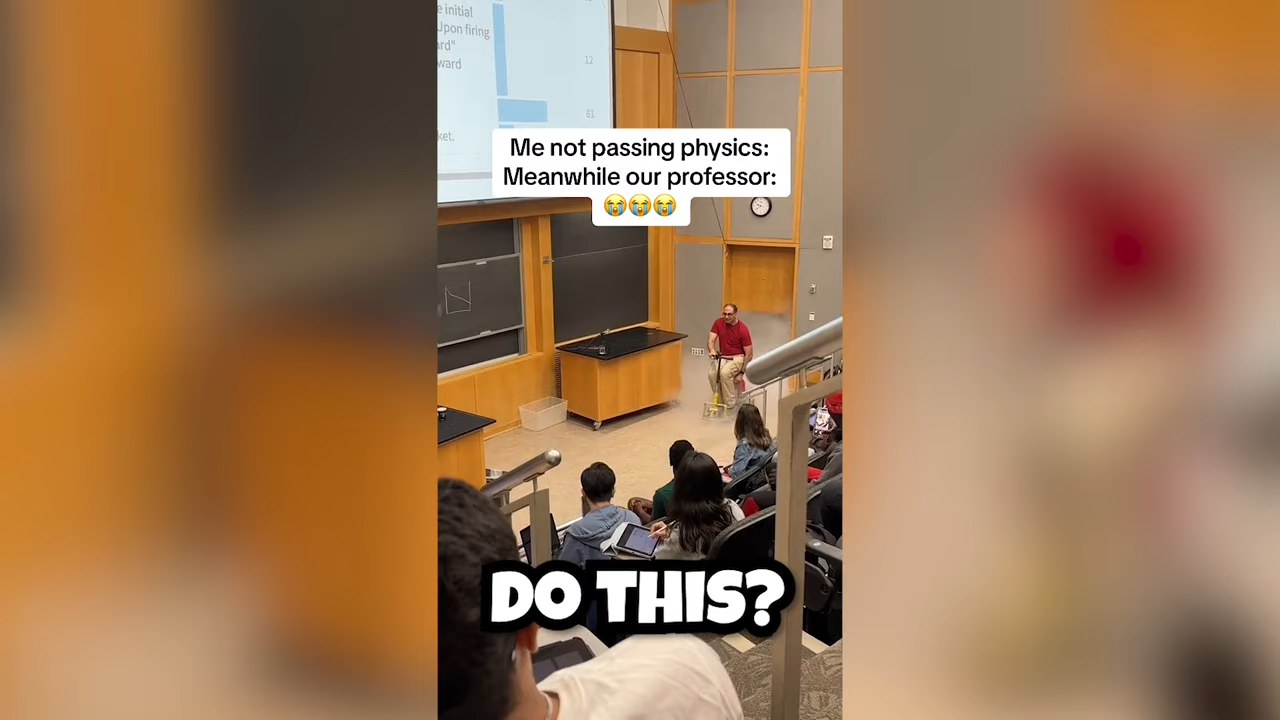 e initial
Upon firing
ard"
ward
12
61
ket.
Me not passing physics:
Meanwhile our professor:
😭😭😭
DO THIS?